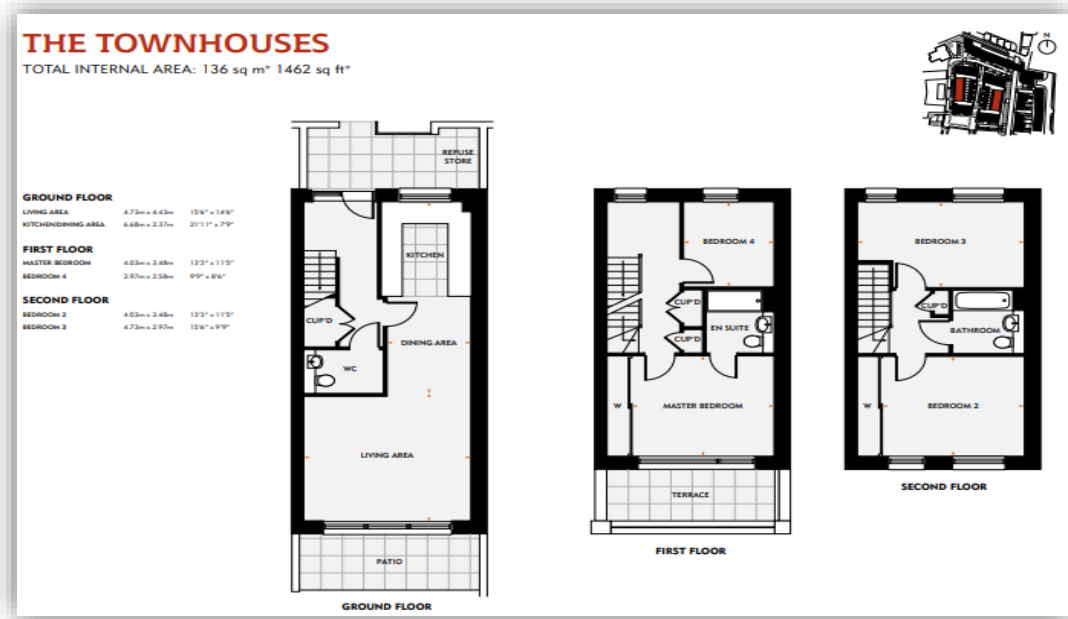 THE TOWNHOUSES
TOTAL INTERNAL AREA: 136 sq m* 1462 sq ft*
N
GROUND FLOOR
LIVING AREA 4.73m x 4.43m 15'6" x 14'6"
KITCHEN/DINING AREA 6.68m x 2.37m 21'11" x 7'9"
FIRST FLOOR
MASTER BEDROOM 4.03m x 3.48m 13'3" x 11'5"
BEDROOM 4 2.97m x 2.58m 9'9" x 8'6"
SECOND FLOOR
BEDROOM 2 4.03m x 3.48m 13'3" x 11'5"
BEDROOM 3 4.73m x 2.97m 15'6" x 9'9"
REFUSE
STORE
KITCHEN
CUP'D
DINING AREA
WC
LIVING AREA
PATIO
GROUND FLOOR
BEDROOM 4
CUP'D
EN SUITE
CUP'D
W
MASTER BEDROOM
TERRACE
FIRST FLOOR
BEDROOM 3
CUP'D
BATHROOM
W
BEDROOM 2
SECOND FLOOR